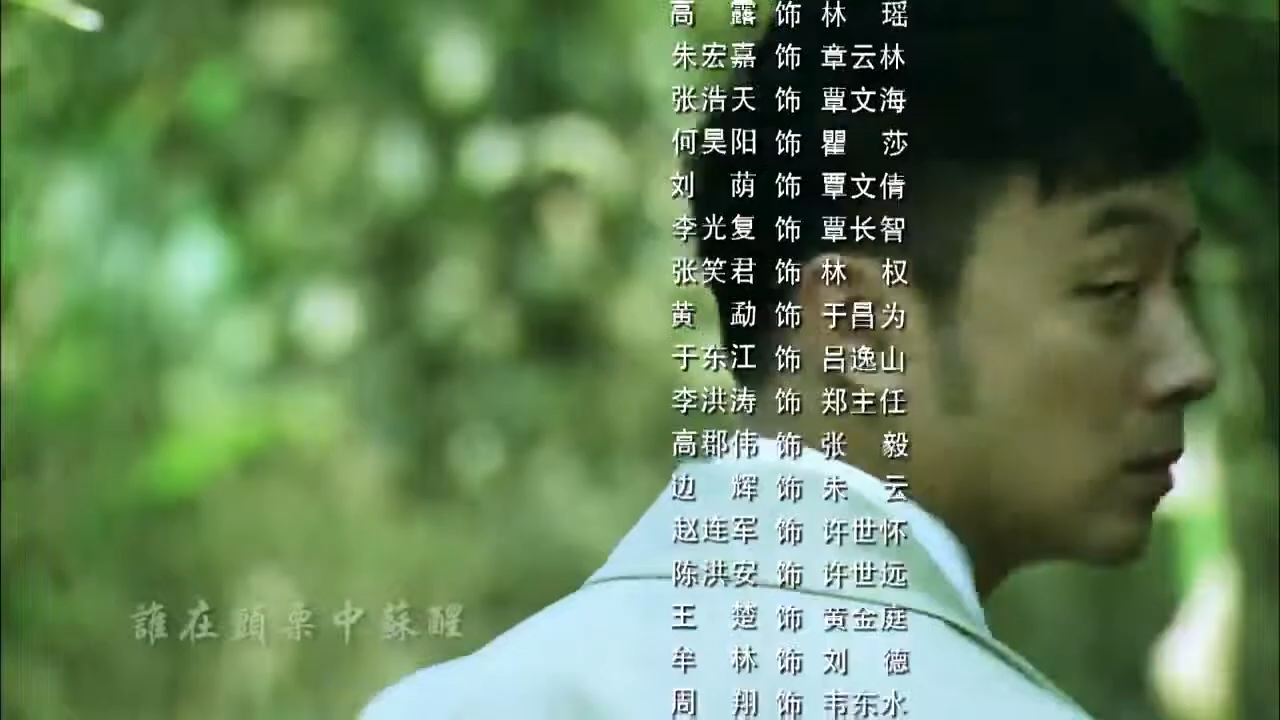 高露 饰 林瑶
朱宏嘉 饰 章云林
张浩天 饰 覃文海
何昊阳 饰 瞿莎
刘荫 饰 覃文倩
李光复 饰 覃长智
张笑君 饰 林权
黄勐 饰 于昌为
于东江 饰 吕逸山
李洪涛 饰 郑主任
高郡伟 饰 张毅
边辉 饰 朱云
赵连军 饰 许世怀
陈洪安 饰 许世远
誰在顫栗中蘇醒
王楚 饰 黄金庭
牟林 饰 刘德
周翔 饰 韦东水